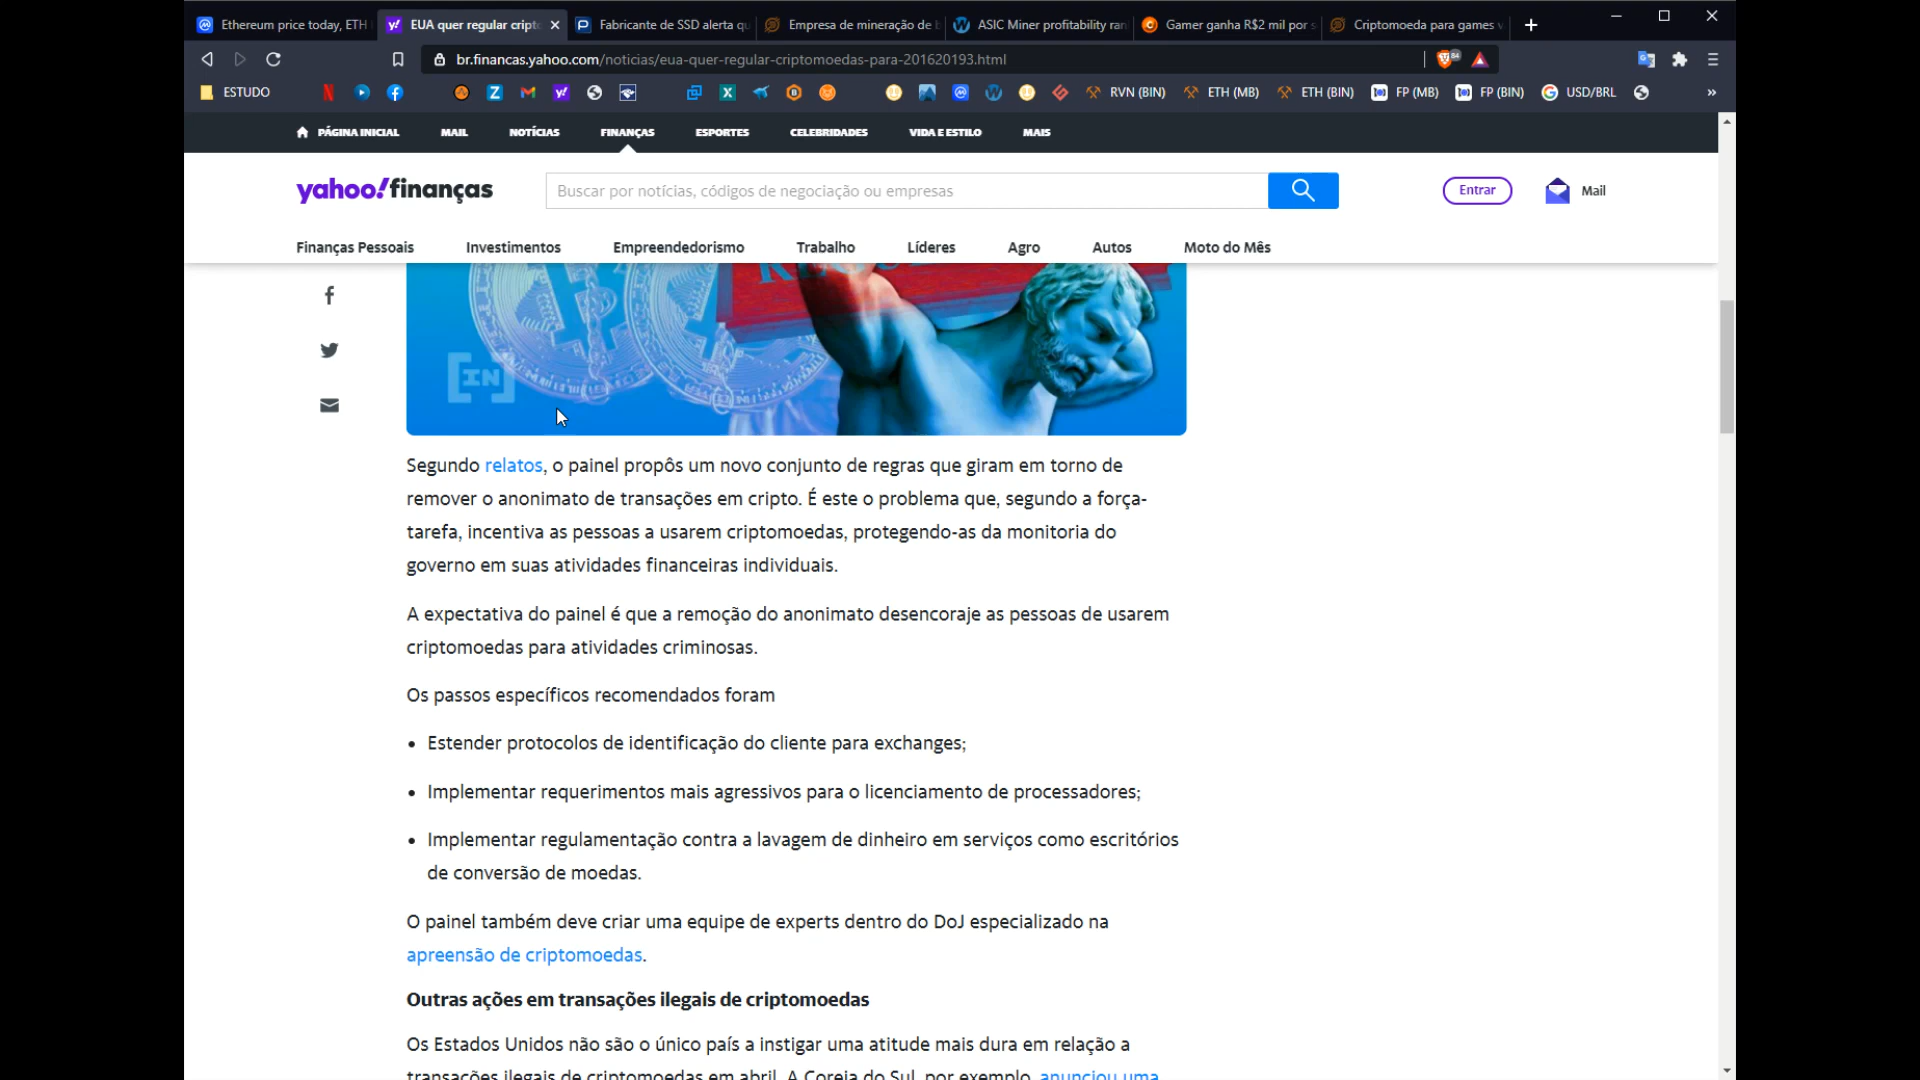 Ethereum price today, ETH
EUA quer regular cripto
Fabricante de SSD alerta qu
Empresa de mineração de b
ASIC Miner profitability ran
Gamer ganha R$2 mil por s
Criptomoeda para games v
br.financas.yahoo.com/noticias/eua-quer-regular-criptomoedas-para-201620193.html
ESTUDO
RVN (BIN)
ETH (MB)
ETH (BIN)
FP (MB)
FP (BIN)
USD/BRL
PÁGINA INICIAL
MAIL
NOTÍCIAS
FINANÇAS
ESPORTES
CELEBRIDADES
VIDA E ESTILO
MAIS
yahoo!finanças
Buscar por notícias, códigos de negociação ou empresas
Entrar
Mail
Finanças Pessoais
Investimentos
Empreendedorismo
Trabalho
Líderes
Agro
Autos
Moto do Mês
[IN]
Segundo relatos, o painel propôs um novo conjunto de regras que giram em torno de
remover o anonimato de transações em cripto. É este o problema que, segundo a força-
tarefa, incentiva as pessoas a usarem criptomoedas, protegendo-as da monitoria do
governo em suas atividades financeiras individuais.
A expectativa do painel é que a remoção do anonimato desencoraje as pessoas de usarem
criptomoedas para atividades criminosas.
Os passos específicos recomendados foram
• Estender protocolos de identificação do cliente para exchanges;
• Implementar requerimentos mais agressivos para o licenciamento de processadores;
• Implementar regulamentação contra a lavagem de dinheiro em serviços como escritórios
de conversão de moedas.
O painel também deve criar uma equipe de experts dentro do DoJ especializado na
apreensão de criptomoedas.
Outras ações em transações ilegais de criptomoedas
Os Estados Unidos não são o único país a instigar uma atitude mais dura em relação a
transações ilegais de criptomoedas em abril. A Coreia do Sul, por exemplo, anunciou uma